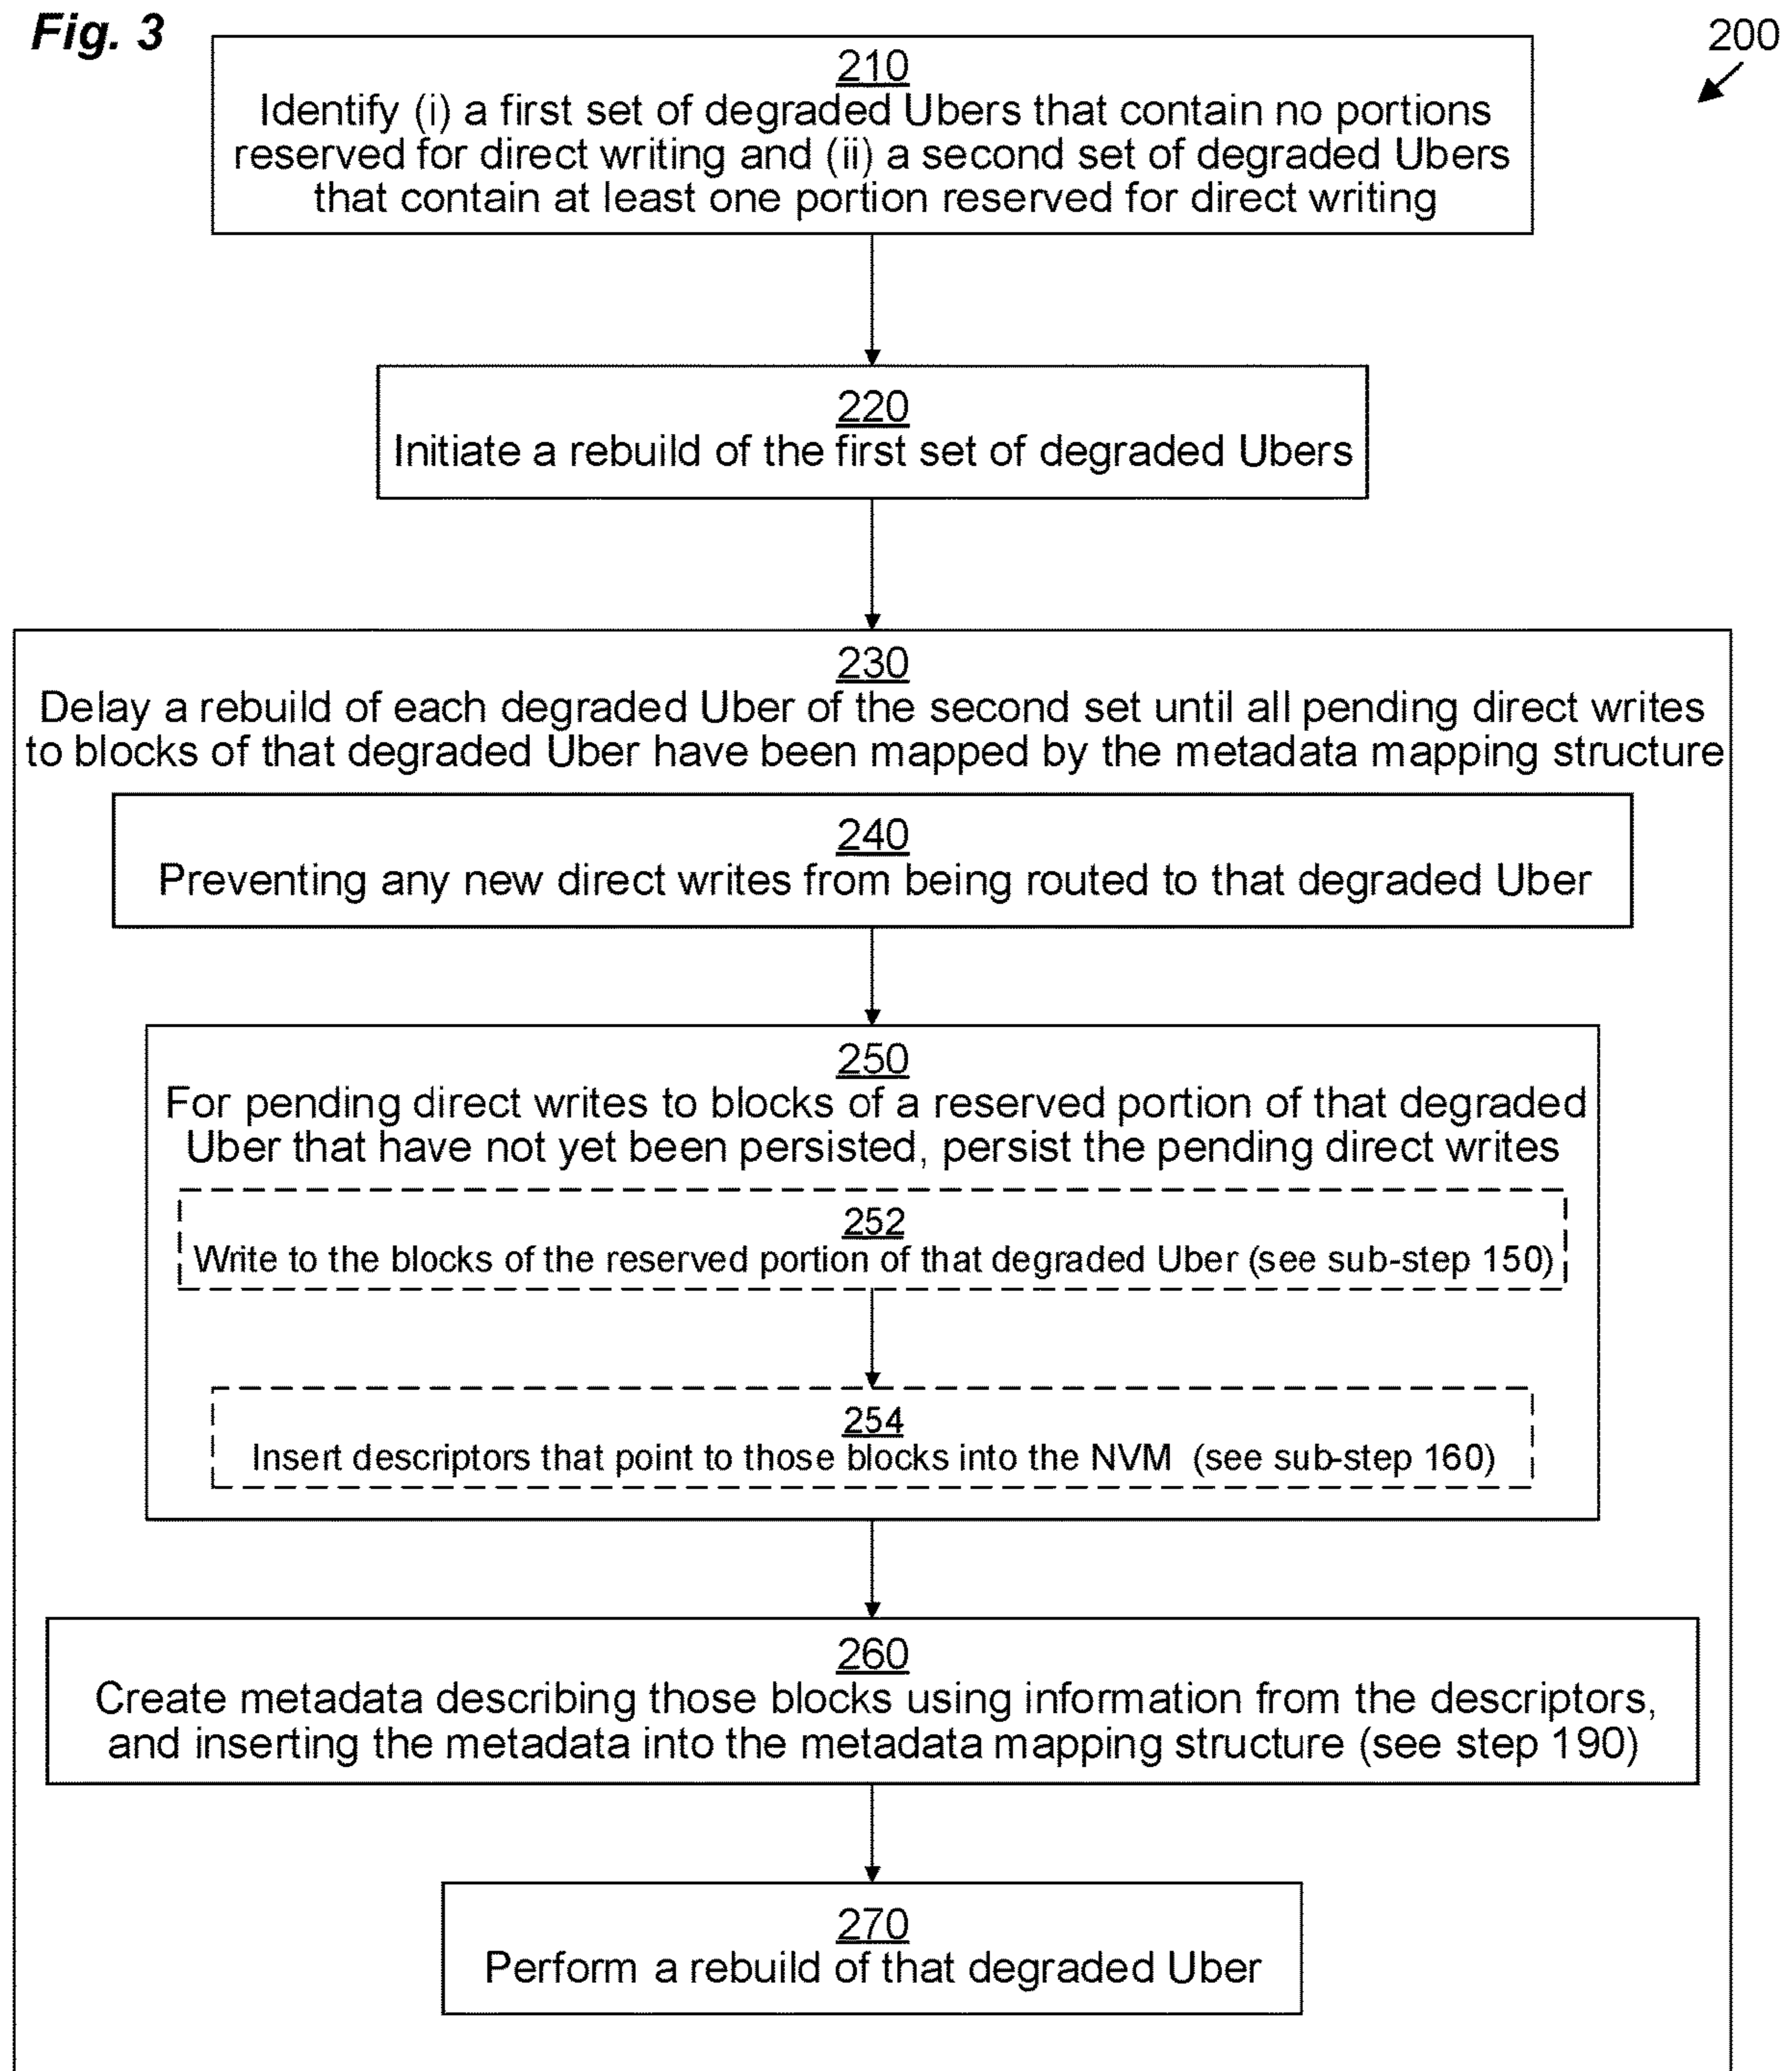 Fig. 3
200
210
Identify (i) a first set of degraded Ubers that contain no portions
reserved for direct writing and (ii) a second set of degraded Ubers
that contain at least one portion reserved for direct writing
220
Initiate a rebuild of the first set of degraded Ubers
230
Delay a rebuild of each degraded Uber of the second set until all pending direct writes
to blocks of that degraded Uber have been mapped by the metadata mapping structure
240
Preventing any new direct writes from being routed to that degraded Uber
250
For pending direct writes to blocks of a reserved portion of that degraded
Uber that have not yet been persisted, persist the pending direct writes
252
Write to the blocks of the reserved portion of that degraded Uber (see sub-step 150)
254
Insert descriptors that point to those blocks into the NVM (see sub-step 160)
260
Create metadata describing those blocks using information from the descriptors,
and inserting the metadata into the metadata mapping structure (see step 190)
270
Perform a rebuild of that degraded Uber